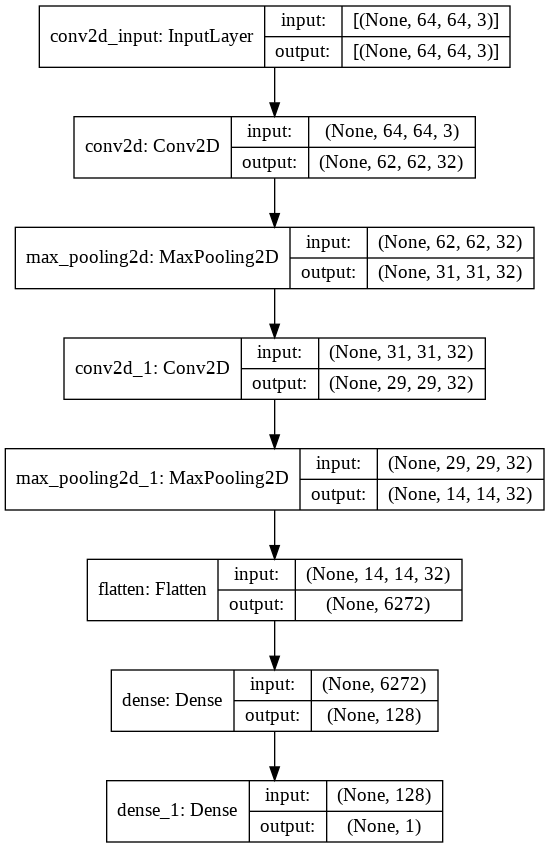 conv2d_input: InputLayer
input:
[(None, 64, 64, 3)]
output:
[(None, 64, 64, 3)]
conv2d: Conv2D
input:
(None, 64, 64, 3)
output:
(None, 62, 62, 32)
max_pooling2d: MaxPooling2D
input:
(None, 62, 62, 32)
output:
(None, 31, 31, 32)
conv2d_1: Conv2D
input:
(None, 31, 31, 32)
output:
(None, 29, 29, 32)
max_pooling2d_1: MaxPooling2D
input:
(None, 29, 29, 32)
output:
(None, 14, 14, 32)
flatten: Flatten
input:
(None, 14, 14, 32)
output:
(None, 6272)
dense: Dense
input:
(None, 6272)
output:
(None, 128)
dense_1: Dense
input:
(None, 128)
output:
(None, 1)